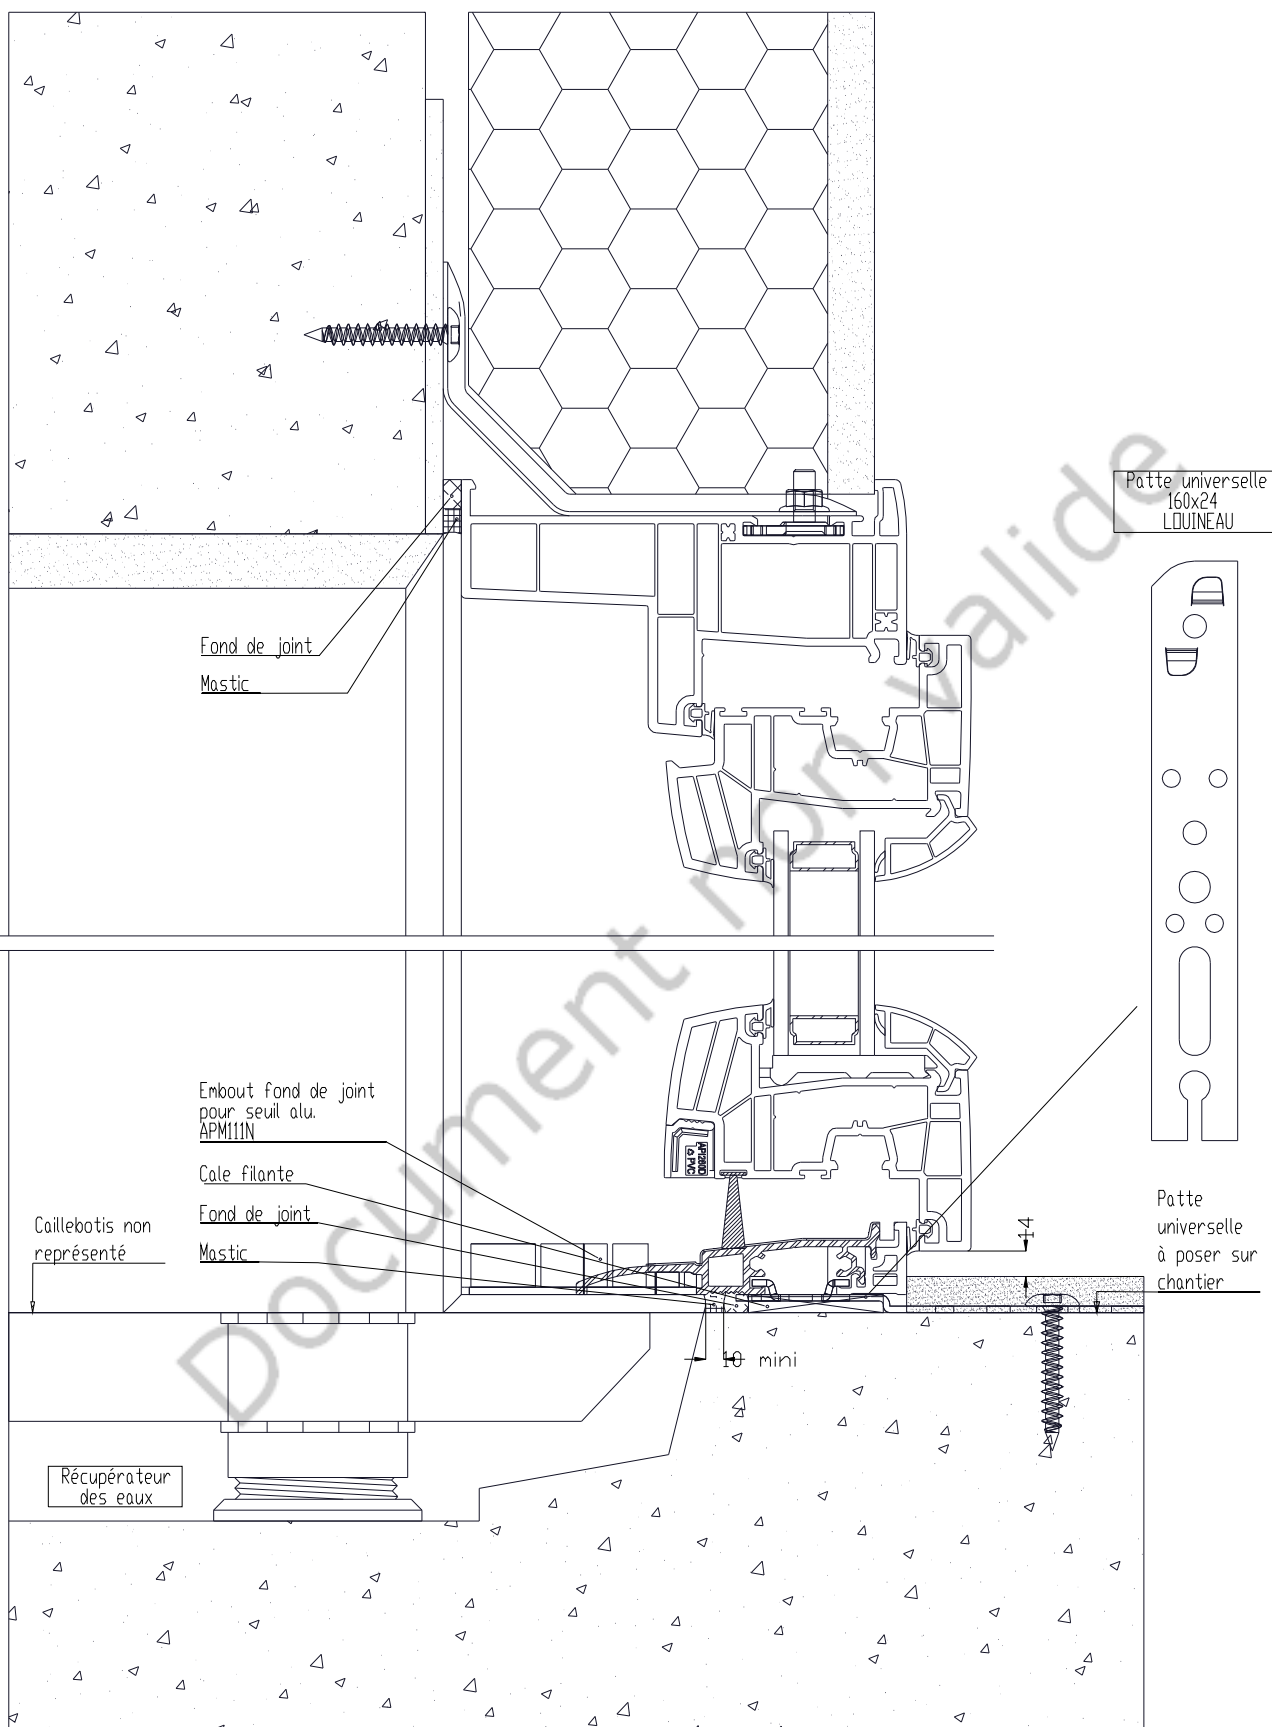 Patte universelle
160x24
LOUINEAU
Fond de joint
Mastic
Document non valide
Embout fond de joint
pour seuil alu.
APM111N
Cale filante
Fond de joint
Mastic
Caillebotis non
représenté
Patte
universelle
à poser sur
chantier
14
10 mini
Récupérateur
des eaux